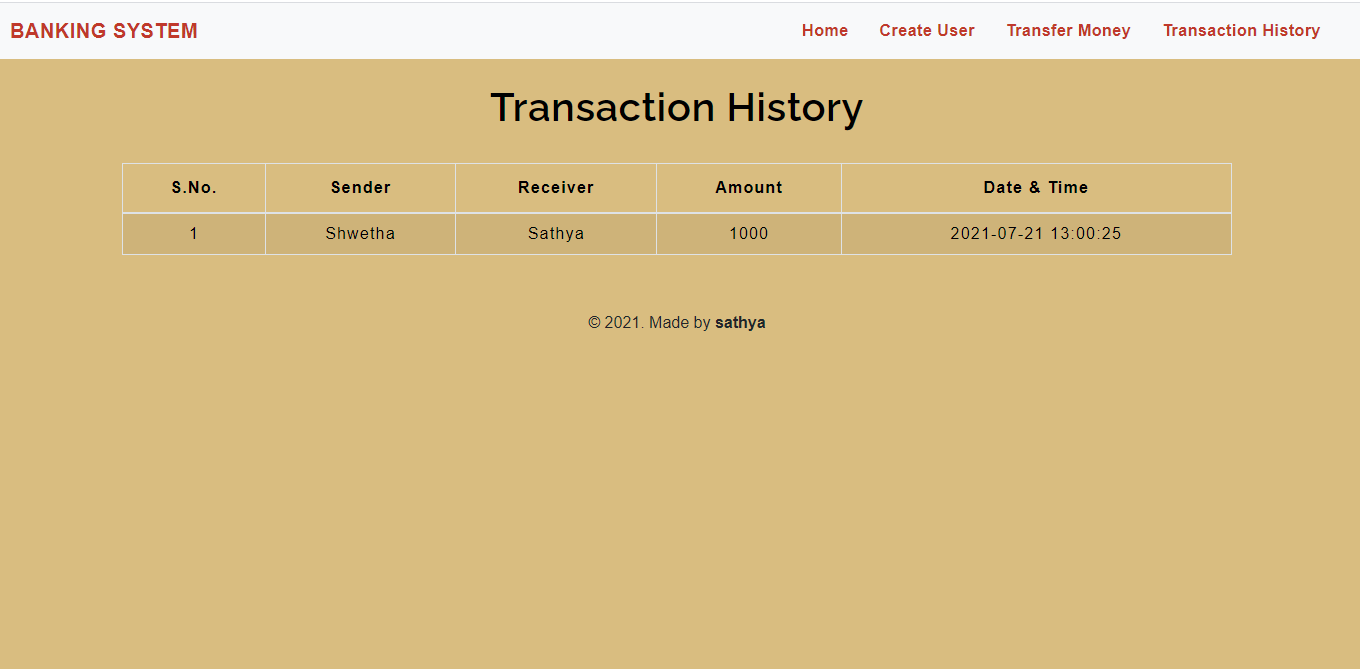 BANKING SYSTEM Home Create User Transfer Money Transaction History
Transaction History
S.No. Sender Receiver Amount Date & Time
1 Shwetha Sathya 1000 2021-07-21 13:00:25
© 2021. Made by sathya